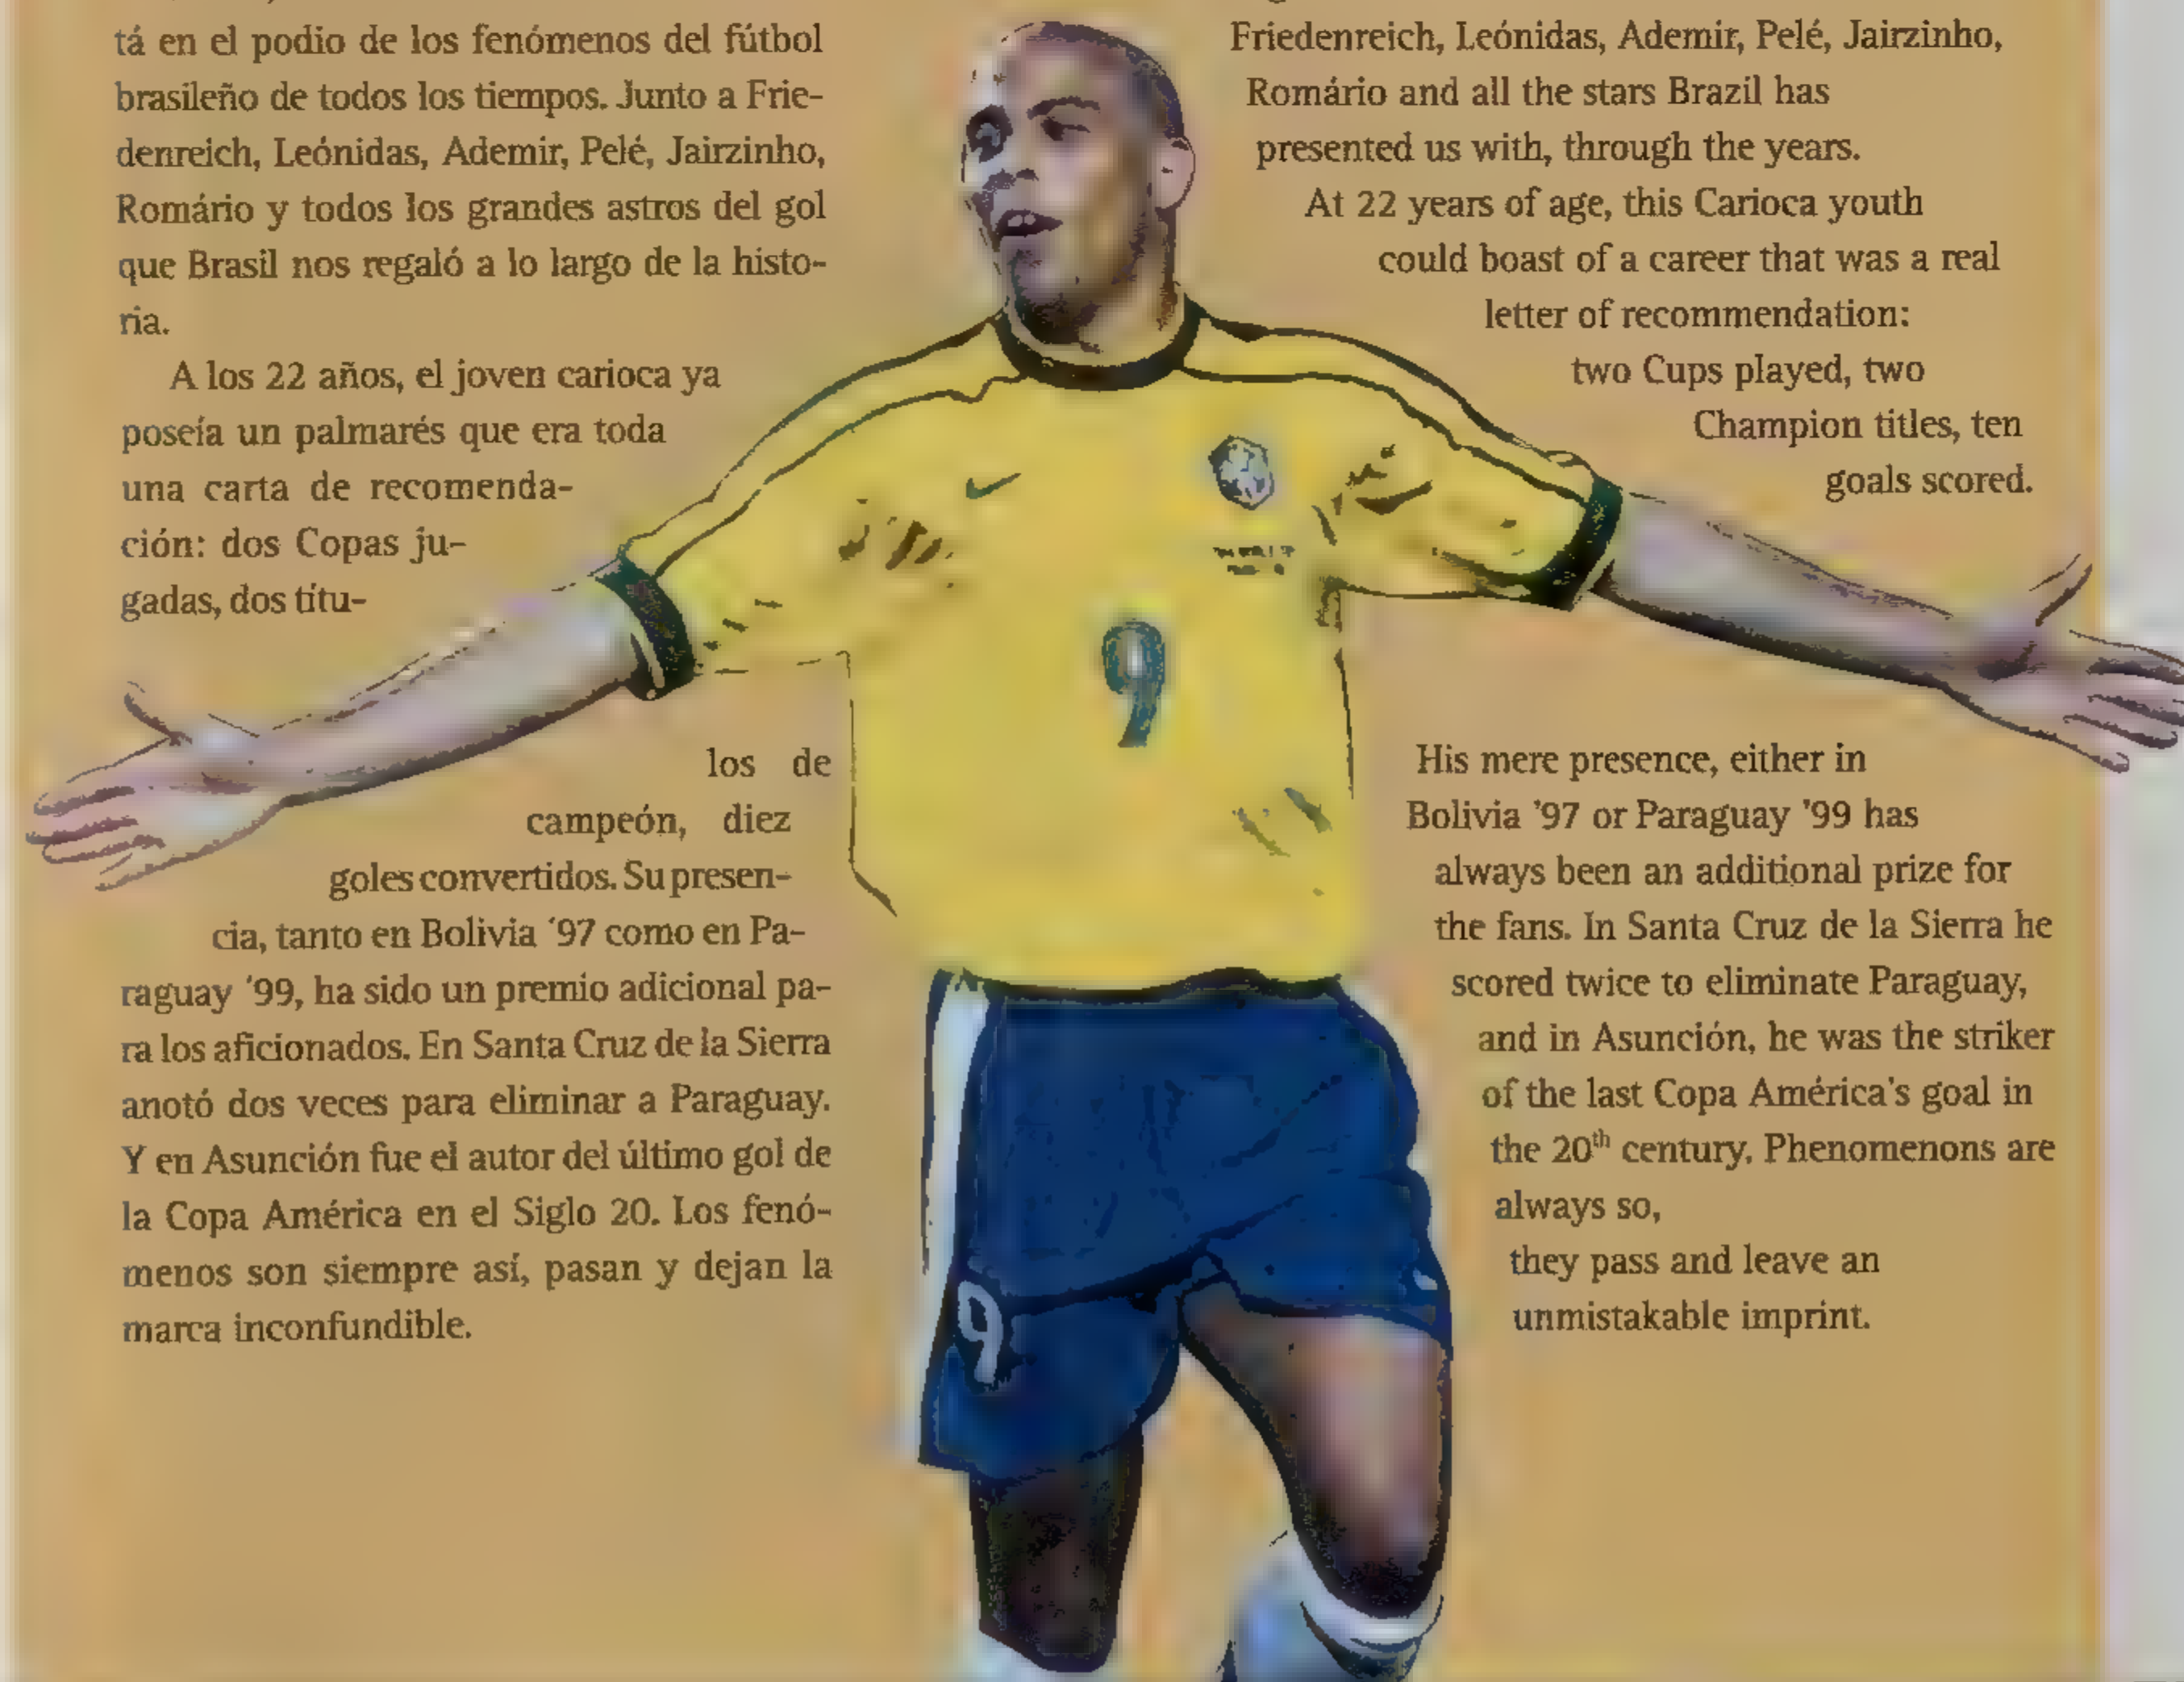 tá en el podio de los fenómenos del fútbol
brasileño de todos los tiempos. Junto a Frie-
denreich, Leónidas, Ademir, Pelé, Jairzinho,
Romário y todos los grandes astros del gol
que Brasil nos regaló a lo largo de la histo-
ria.
A los 22 años, el joven carioca ya
poseía un palmarés que era toda
una carta de recomenda-
ción: dos Copas ju-
gadas, dos títu-
los de
campeón, diez
goles convertidos. Su presen-
cia, tanto en Bolivia '97 como en Pa-
raguay '99, ha sido un premio adicional pa-
ra los aficionados. En Santa Cruz de la Sierra
anotó dos veces para eliminar a Paraguay.
Y en Asunción fue el autor del último gol de
la Copa América en el Siglo 20. Los fenó-
menos son siempre así, pasan y dejan la
marca inconfundible.
9
9
Friedenreich, Leónidas, Ademir, Pelé, Jairzinho,
Romário and all the stars Brazil has
presented us with, through the years.
At 22 years of age, this Carioca youth
could boast of a career that was a real
letter of recommendation:
two Cups played, two
Champion titles, ten
goals scored.
His mere presence, either in
Bolivia '97 or Paraguay '99 has
always been an additional prize for
the fans. In Santa Cruz de la Sierra he
scored twice to eliminate Paraguay,
and in Asunción, he was the striker
of the last Copa América's goal in
the 20th century. Phenomenons are
always so,
they pass and leave an
unmistakable imprint.